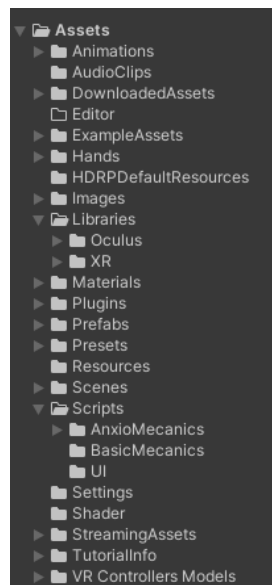 Assets
Animations
AudioClips
DownloadedAssets
Editor
ExampleAssets
Hands
HDRPDefaultResources
Images
Libraries
Oculus
XR
Materials
Plugins
Prefabs
Presets
Resources
Scenes
Scripts
AnxioMecanics
BasicMecanics
UI
Settings
Shader
StreamingAssets
TutorialInfo
VR Controllers Models